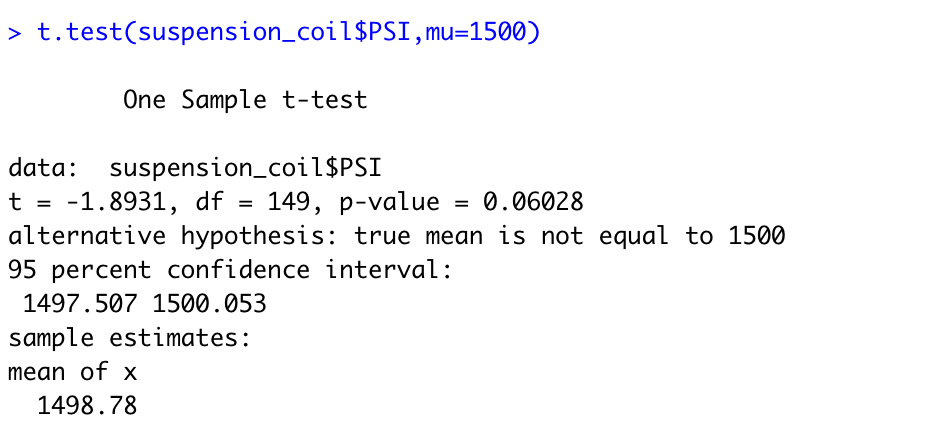 > t.test(suspension_coil$PSI,mu=1500)
One Sample t-test
data:  suspension_coil$PSI
t = -1.8931, df = 149, p-value = 0.06028
alternative hypothesis: true mean is not equal to 1500
95 percent confidence interval:
1497.507 1500.053
sample estimates:
mean of x
1498.78